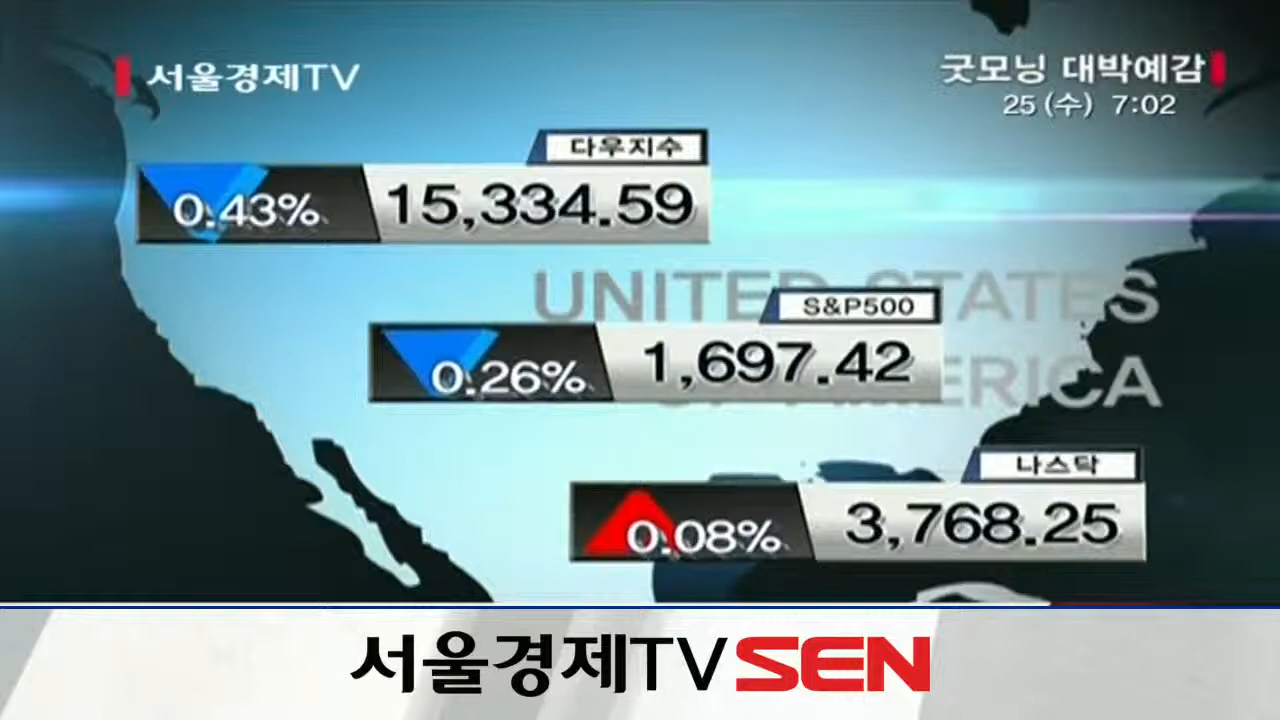 서울경제TV
굿모닝 대박예감
25 (수) 7:02
다우지수
0.43% 15,334.59
UNITED STATES
S&P500
0.26% 1,697.42
OF AMERICA
나스닥
0.08% 3,768.25
서울경제TV SEN